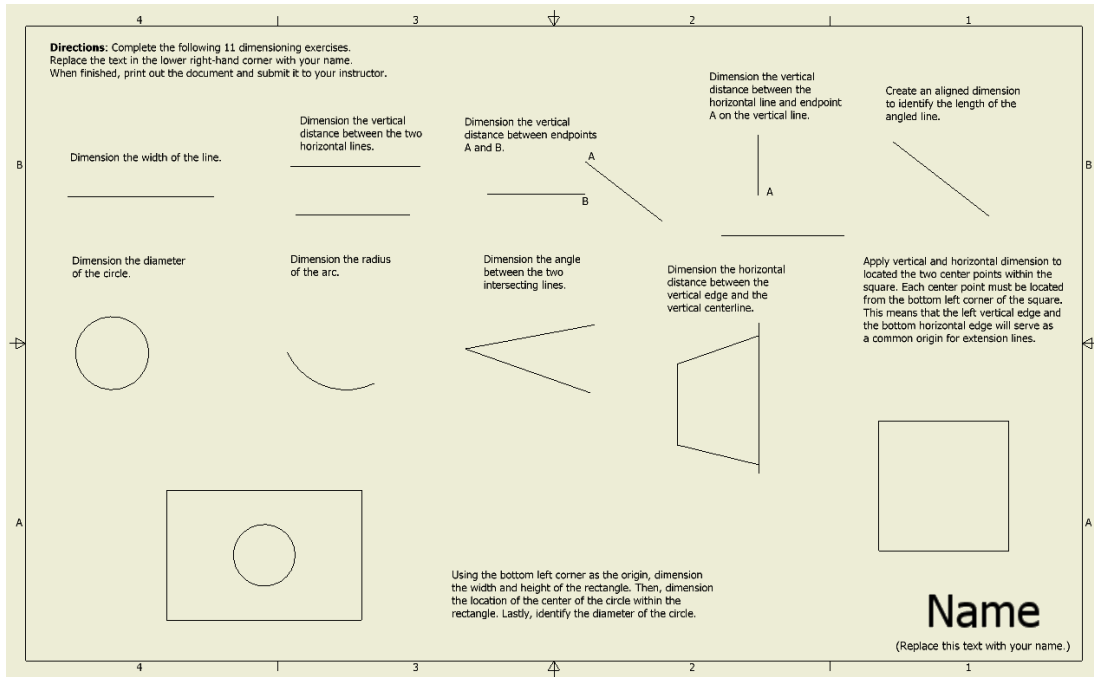 4 3 2 1
Directions: Complete the following 11 dimensioning exercises.
Replace the text in the lower right-hand corner with your name.
When finished, print out the document and submit it to your instructor.
B
Dimension the width of the line.
Dimension the vertical
distance between the two
horizontal lines.
Dimension the vertical
distance between endpoints
A and B.
A
B
Dimension the vertical
distance between the
horizontal line and endpoint
A on the vertical line.
A
Create an aligned dimension
to identify the length of the
angled line.
B
Dimension the diameter
of the circle.
Dimension the radius
of the arc.
Dimension the angle
between the two
intersecting lines.
Dimension the horizontal
distance between the
vertical edge and the
vertical centerline.
Apply vertical and horizontal dimension to
located the two center points within the
square. Each center point must be located
from the bottom left corner of the square.
This means that the left vertical edge and
the bottom horizontal edge will serve as
a common origin for extension lines.
A
A
Using the bottom left corner as the origin, dimension
the width and height of the rectangle. Then, dimension
the location of the center of the circle within the
rectangle. Lastly, identify the diameter of the circle.
Name
(Replace this text with your name.)
4 3 2 1